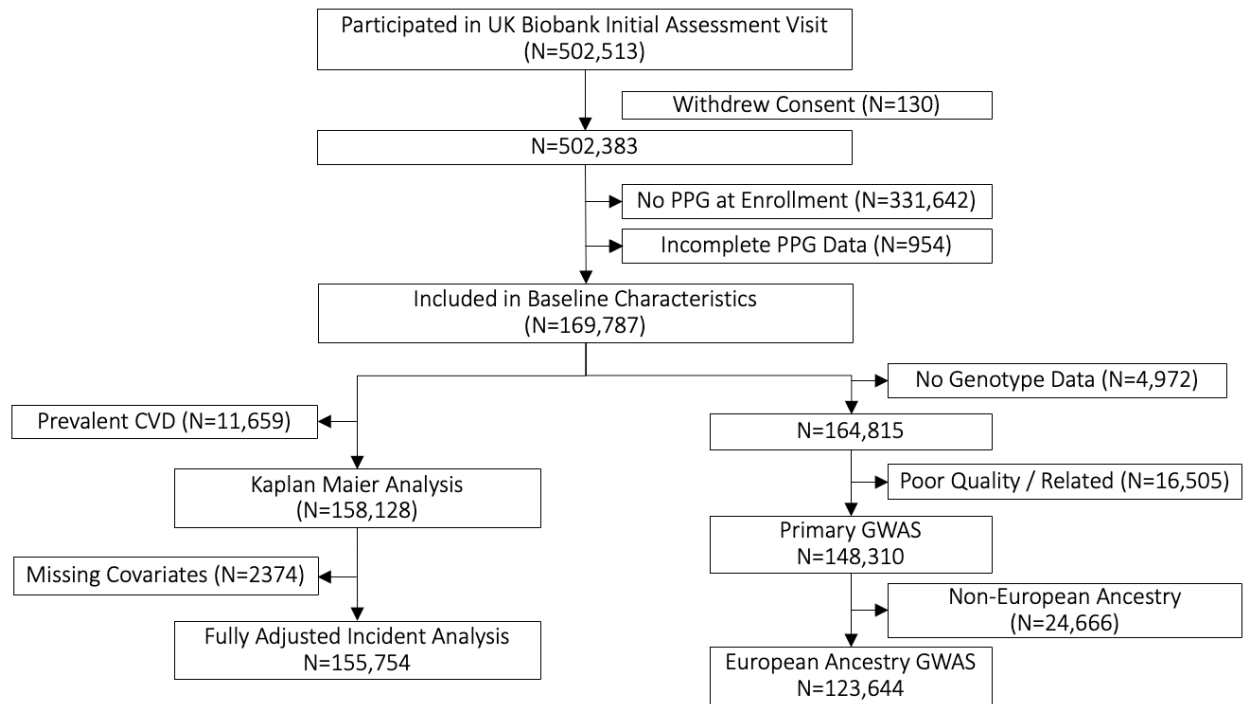 Participated in UK Biobank Initial Assessment Visit
(N=502,513)
Withdrew Consent (N=130)
N=502,383
No PPG at Enrollment (N=331,642)
Incomplete PPG Data (N=954)
Included in Baseline Characteristics
(N=169,787)
No Genotype Data (N=4,972)
Prevalent CVD (N=11,659)
N=164,815
Kaplan Maier Analysis
(N=158,128)
Poor Quality / Related (N=16,505)
Primary GWAS
N=148,310
Missing Covariates (N=2374)
Non-European Ancestry
(N=24,666)
Fully Adjusted Incident Analysis
N=155,754
European Ancestry GWAS
N=123,644